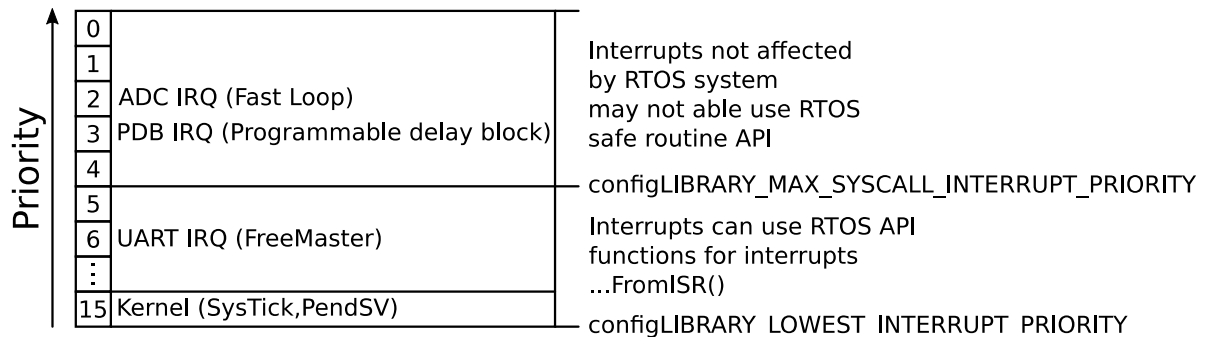 Priority
0
1
2 ADC IRQ (Fast Loop)
3 PDB IRQ (Programmable delay block)
4
5
6 UART IRQ (FreeMaster)
⋮
15 Kernel (SysTick,PendSV)
Interrupts not affected
by RTOS system
may not able use RTOS
safe routine API
configLIBRARY_MAX_SYSCALL_INTERRUPT_PRIORITY
Interrupts can use RTOS API
functions for interrupts
...FromISR()
configLIBRARY_LOWEST_INTERRUPT_PRIORITY